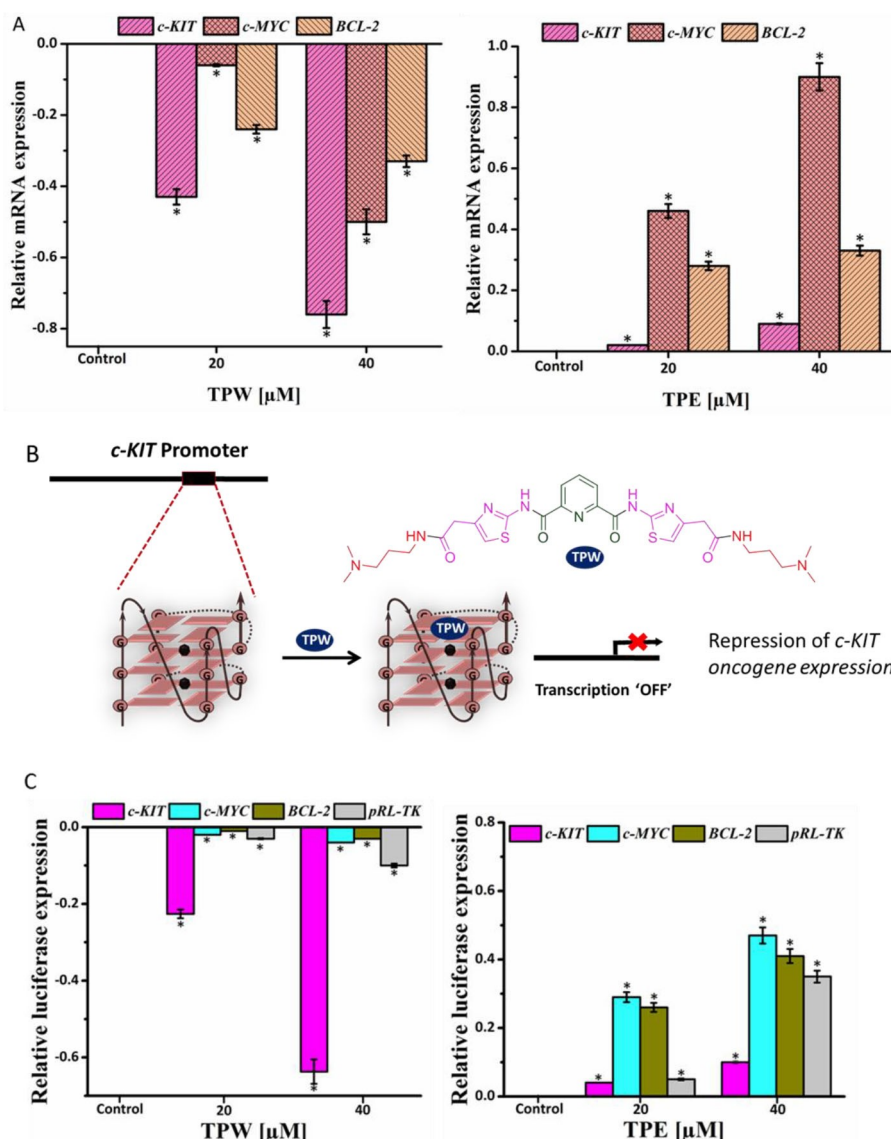 A
c-KIT c-MYC BCL-2
Relative mRNA expression
0.0
-0.2
-0.4
-0.6
-0.8
* * *
* * *
Control 20 40
TPW [µM]
c-KIT c-MYC BCL-2
Relative mRNA expression
1.0
0.8
0.6
0.4
0.2
0.0
* * *
* * *
Control 20 40
TPE [µM]
B
c-KIT Promoter
H N N NH N HN N H
HN O S O N O S O NH
N TPW N
G G G G G G G G
TPW
TPW
G G G G G G G G
Transcription 'OFF'
Repression of c-KIT
oncogene expression
C
c-KIT c-MYC BCL-2 pRL-TK
Relative luciferase expression
0.0
-0.2
-0.4
-0.6
* * * *
* * * *
Control 20 40
TPW [µM]
c-KIT c-MYC BCL-2 pRL-TK
Relative luciferase expression
0.8
0.6
0.4
0.2
0.0
* * * *
* * * *
Control 20 40
TPE [µM]